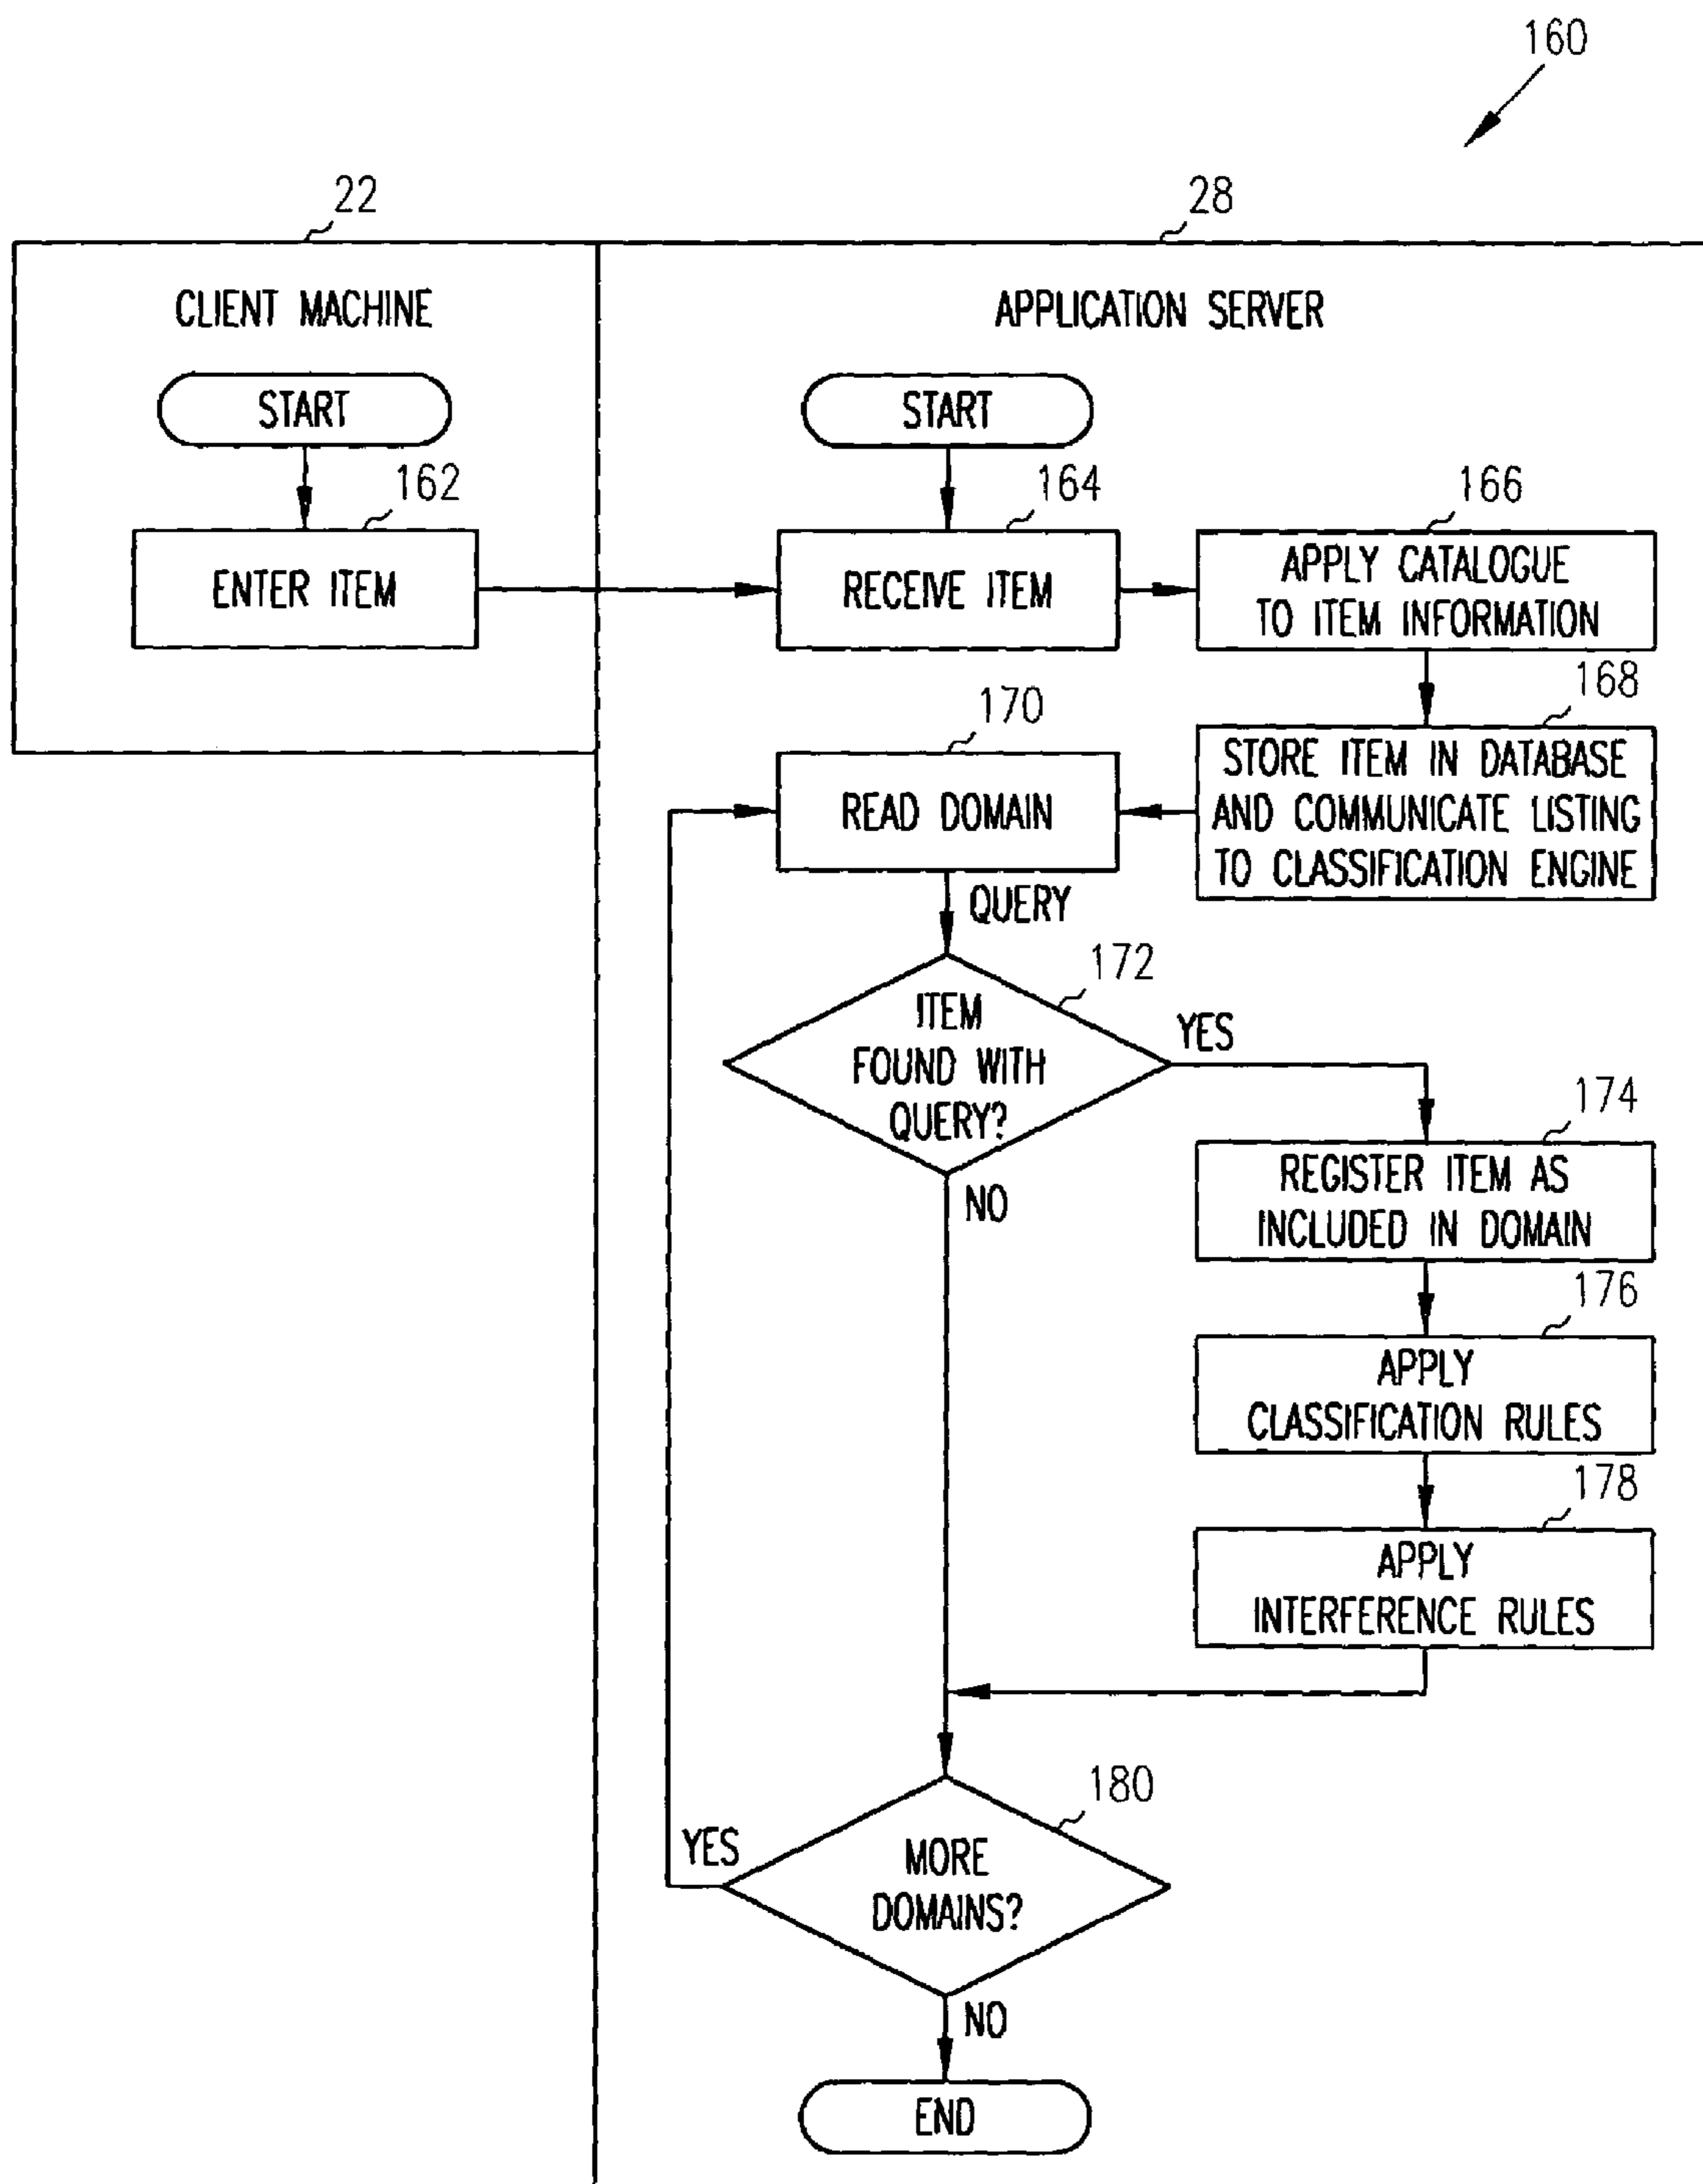 160
22
28
CLIENT MACHINE
APPLICATION SERVER
START
START
162
164
166
ENTER ITEM
RECEIVE ITEM
APPLY CATALOGUE
TO ITEM INFORMATION
168
170
STORE ITEM IN DATABASE
AND COMMUNICATE LISTING
TO CLASSIFICATION ENGINE
READ DOMAIN
QUERY
172
ITEM
FOUND WITH
QUERY?
YES
NO
174
REGISTER ITEM AS
INCLUDED IN DOMAIN
176
APPLY
CLASSIFICATION RULES
178
APPLY
INTERFERENCE RULES
180
YES
MORE
DOMAINS?
NO
END